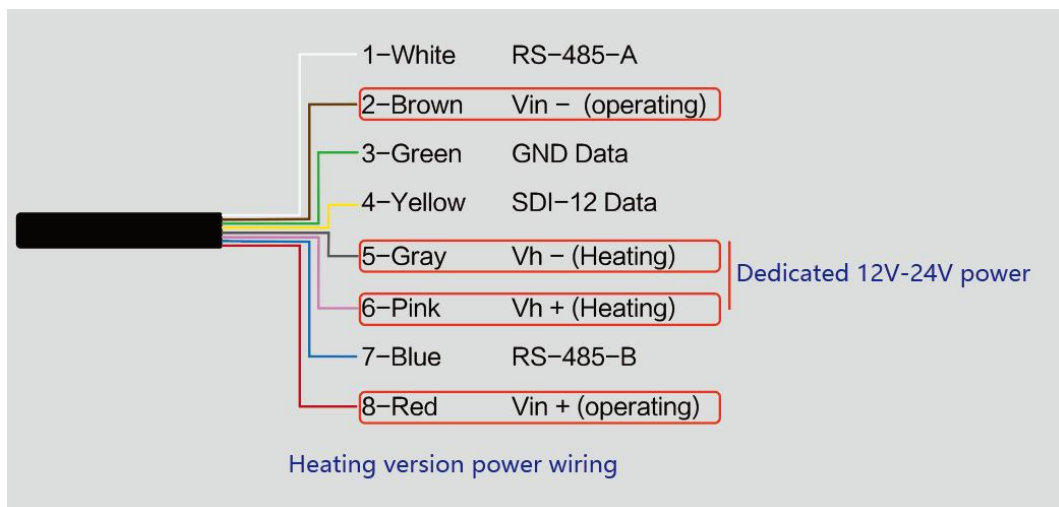 1-White RS-485-A
2-Brown Vin - (operating)
3-Green GND Data
4-Yellow SDI-12 Data
5-Gray Vh - (Heating)
Dedicated 12V-24V power
6-Pink Vh + (Heating)
7-Blue RS-485-B
8-Red Vin + (operating)
Heating version power wiring